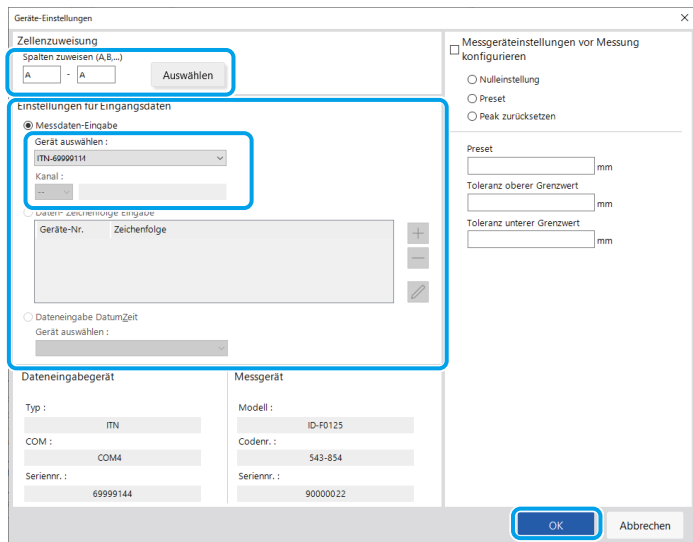 Geräte-Einstellungen
Zellenzuweisung
Spalten zuweisen (A,B,...)
A - A Auswählen
Einstellungen für Eingangsdaten
Messdaten-Eingabe
Gerät auswählen :
ITN-69999114
Kanal :
--
Daten- Zeichenfolge Eingabe
Geräte-Nr. Zeichenfolge
Dateneingabe DatumZeit
Gerät auswählen :
Dateneingabegerät
Typ :
ITN
COM :
COM4
Seriennr. :
69999144
Messgerät
Modell :
ID-F0125
Codenr. :
543-854
Seriennr. :
90000022
Messgeräteinstellungen vor Messung
konfigurieren
Nulleinstellung
Preset
Peak zurücksetzen
Preset
mm
Toleranz oberer Grenzwert
mm
Toleranz unterer Grenzwert
mm
OK Abbrechen